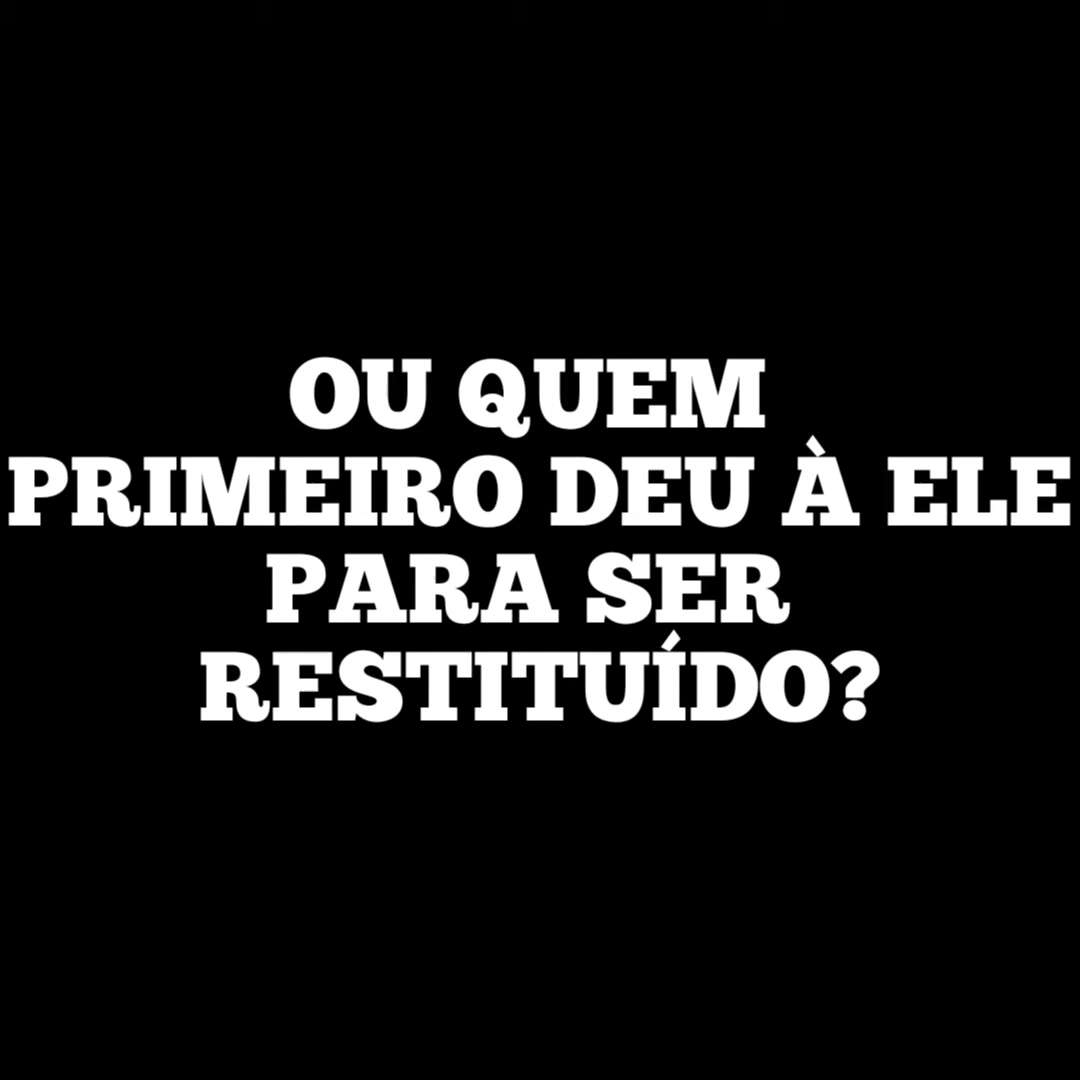 OU QUEM
PRIMEIRO DEU À ELE
PARA SER
RESTITUÍDO?